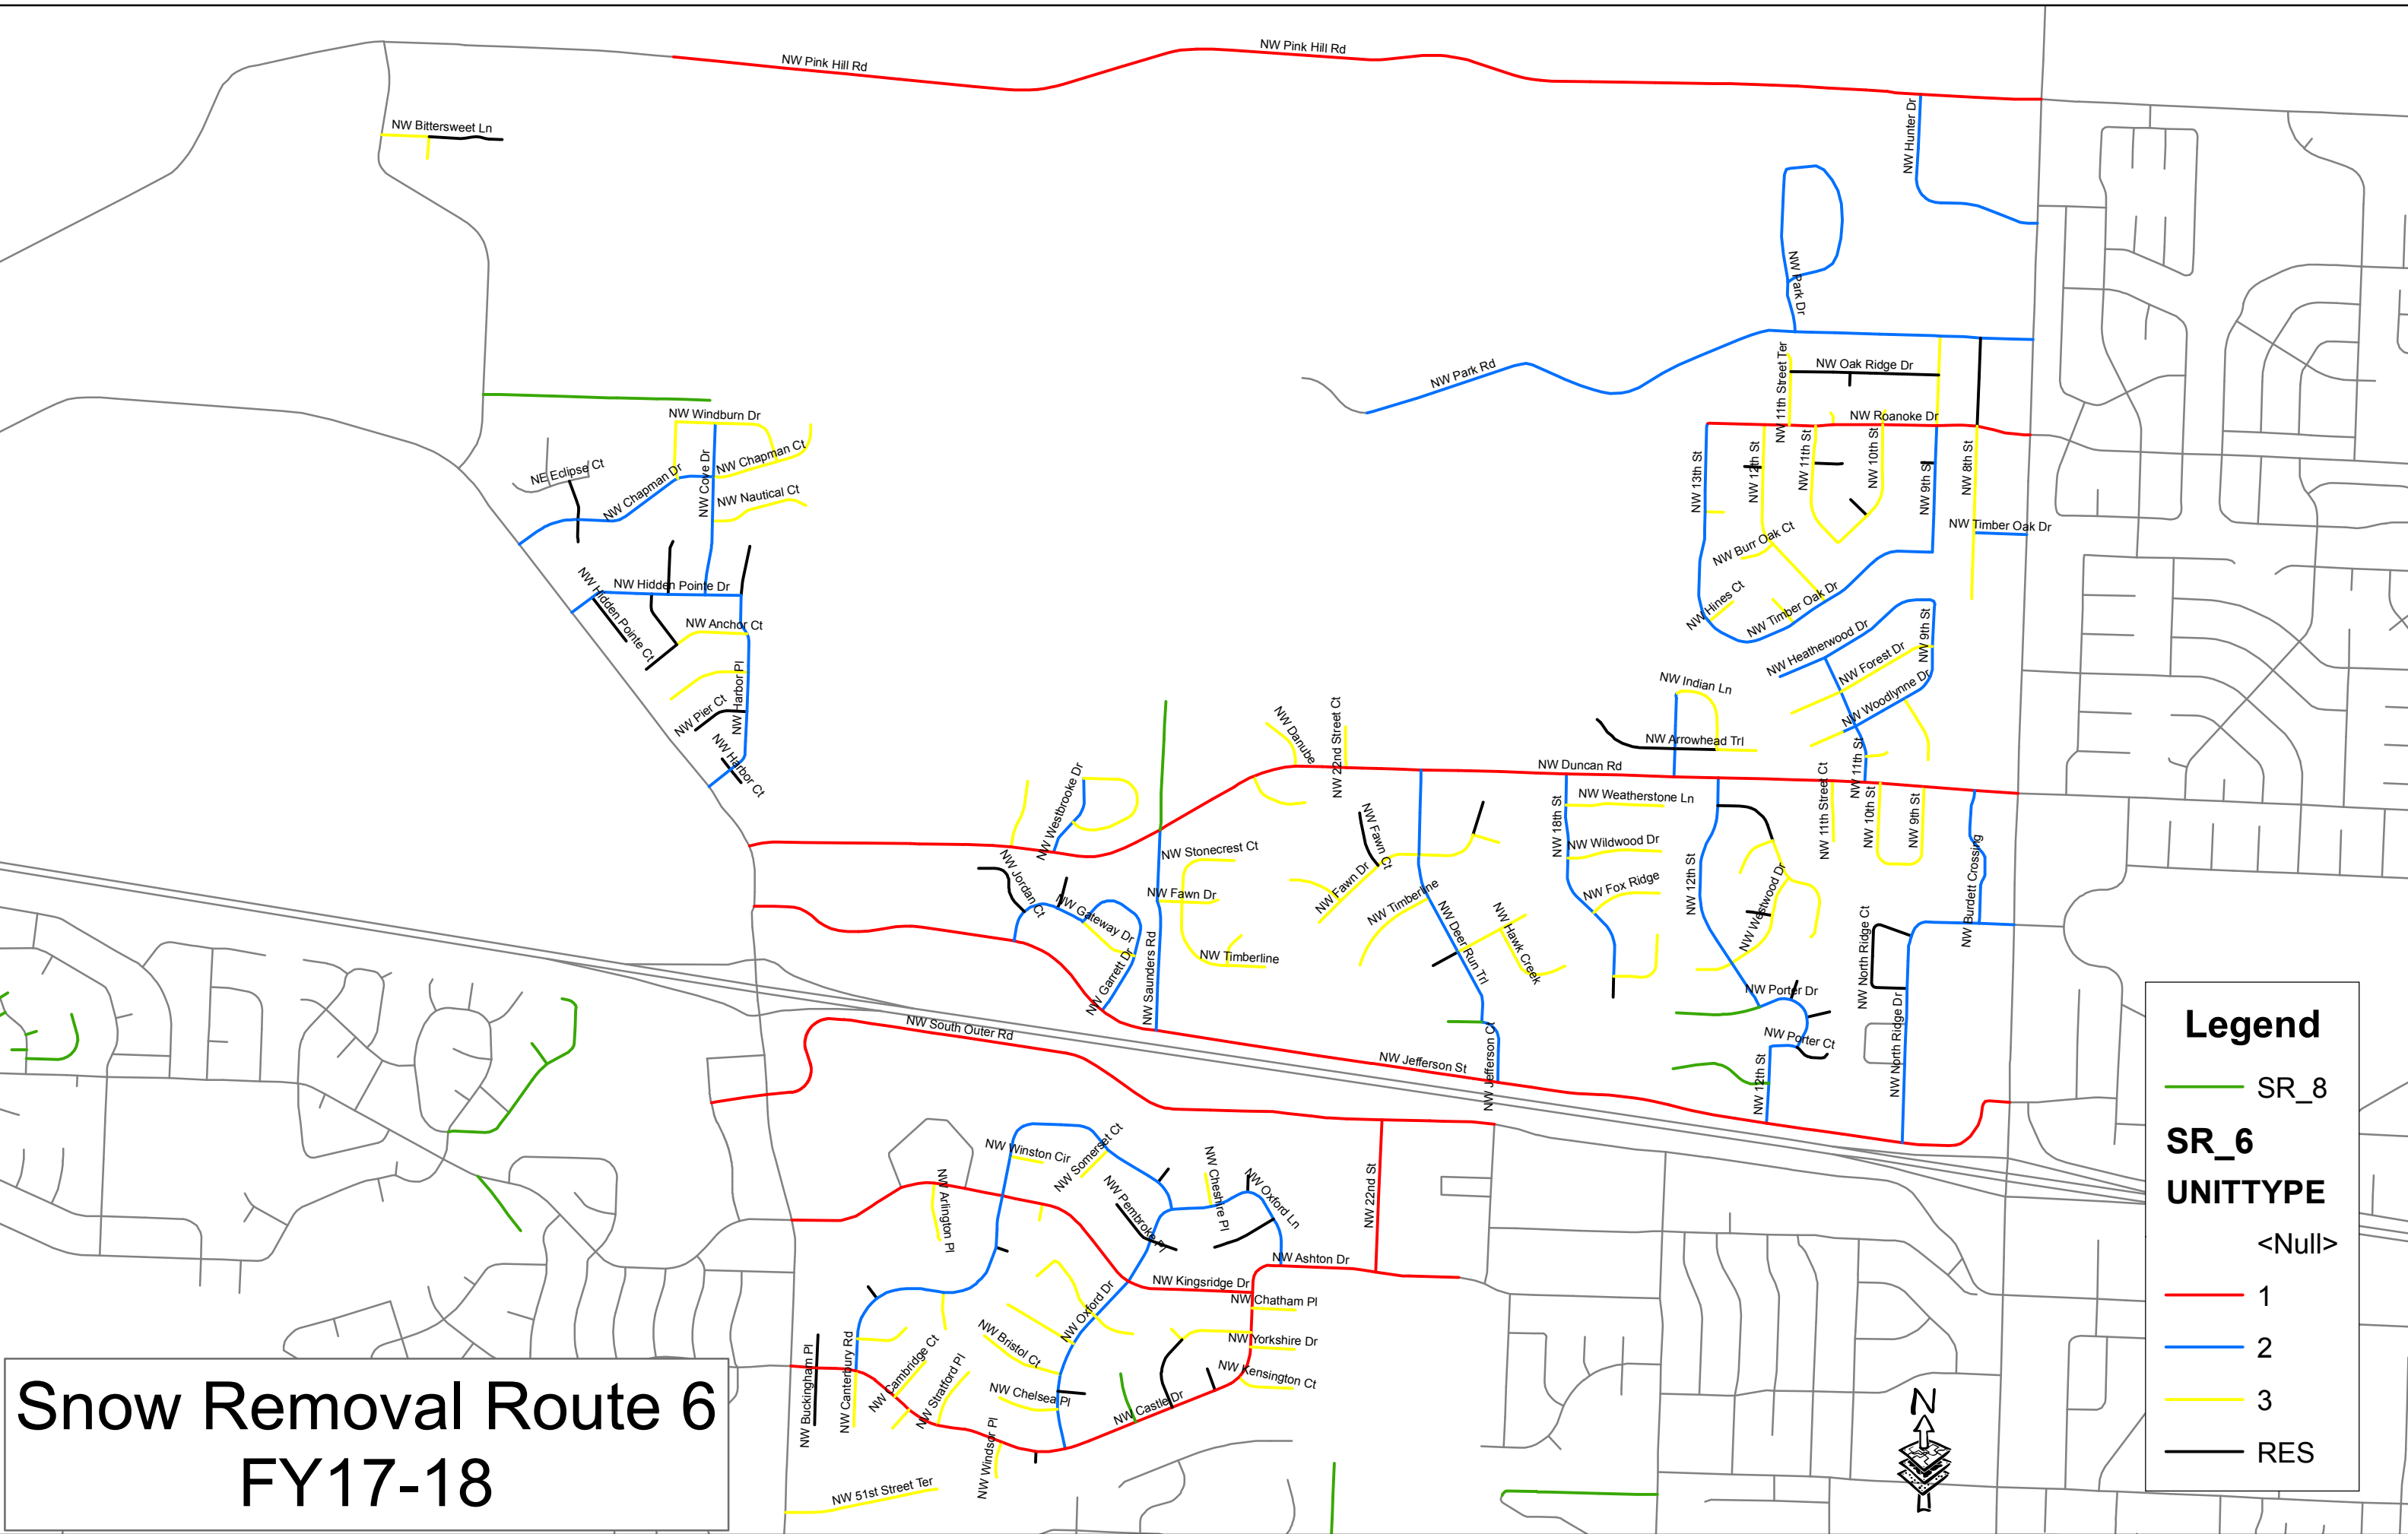 NW Pink Hill Rd
NW Pink Hill Rd
NW Bittersweet Ln
NW Hunter Dr
NW Park Dr
NW Park Rd
NW 11th Street Ter
NW Oak Ridge Dr
NW Windburn Dr
NW Roanoke Dr
NE Eclipse Ct
NW Chapman Dr
NW Cove Dr
NW Chapman Ct
NW Nautical Ct
NW 13th St
NW 12th St
NW 11th St
NW 10th St
NW 9th St
NW 8th St
NW Timber Oak Dr
NW Burr Oak Ct
NW Hidden Pointe Dr
NW Hidden Pointe Ct
NW Anchor Ct
NW Hines Ct
NW Timber Oak Dr
NW Heatherwood Dr
NW Forest Dr
NW 9th St
NW Woodlynne Dr
NW Indian Ln
NW Arrowhead Trl
NW Harbor Pl
NW Pier Ct
NW Harbor Ct
NW Danube
NW 22nd Street Ct
NW Duncan Rd
NW 11th St
NW Westbrooke Dr
NW Weatherstone Ln
NW 18th St
NW Wildwood Dr
NW Fox Ridge
NW 12th St
NW 11th Street Ct
NW 10th St
NW 9th St
NW Burdett Crossing
NW Stonecrest Ct
NW Fawn Ct
NW Fawn Dr
NW Fawn Dr
NW Jordan Ct
NW Gateway Dr
NW Garrett Dr
NW Saunders Rd
NW Timberline
NW Timberline
NW Deer Run Trl
NW Hawk Creek
NW Westwood Dr
NW North Ridge Ct
NW North Ridge Dr
NW Porter Dr
NW Porter Ct
NW 12th St
NW South Outer Rd
NW Jefferson St
NW Jefferson Ct
NW Winston Cir
NW Somerset Ct
NW Arlington Pl
NW Pembroke Pl
NW Cheshire Pl
NW Oxford Ln
NW 22nd St
NW Ashton Dr
NW Kingsridge Dr
NW Chatham Pl
NW Oxford Dr
NW Yorkshire Dr
NW Bristol Ct
NW Kensington Ct
NW Buckingham Pl
NW Canterbury Rd
NW Cambridge Ct
NW Stratford Pl
NW Chelsea Pl
NW Castle Dr
NW Windsor Pl
NW 51st Street Ter
Legend
SR_8
SR_6
UNITTYPE
<Null>
1
2
3
RES
N
Snow Removal Route 6
FY17-18